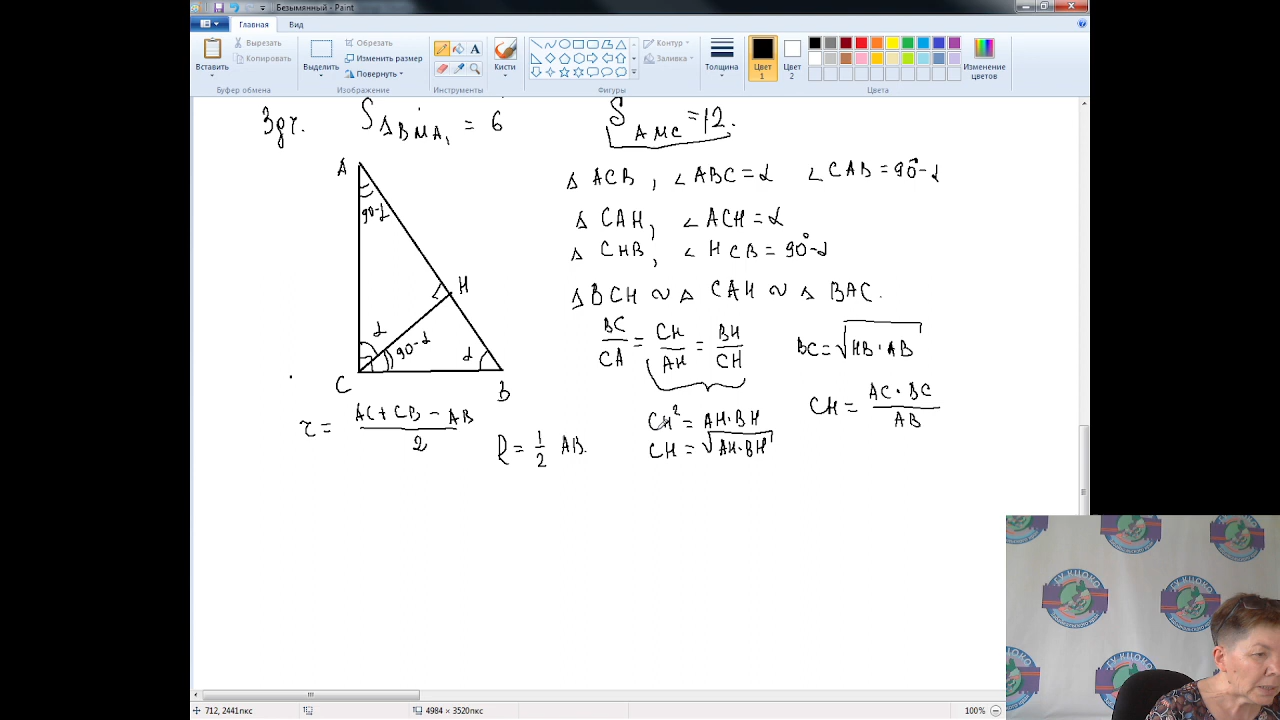 Безымянный - Paint
Главная Вид
Вставить
Вырезать
Копировать
Буфер обмена
Выделить
Обрезать
Изменить размер
Повернуть
Изображение
Инструменты
Кисти
Контур
Заливка
Фигуры
Толщина
Цвет 1
Цвет 2
Изменение цветов
Цвета
S ΔBMA₁ = 6
S AMC = 12.
A
90-α
H
α
90-α
α
C
B
Δ ACB, ∠ABC = α ∠CAB = 90°-α
Δ CAH, ∠ACH = α
Δ CHB, ∠HCB = 90°-α
ΔBCH ∾ Δ CAH ∾ Δ BAC.
BC/CA = CH/AH = BH/CH
BC = √HB·AB
CH² = AH·BH
CH = √AH·BH
CH = AC·BC/AB
r = AC+CB-AB/2
R = 1/2 AB.
712, 2441пкс
4984 × 3520пкс
100%